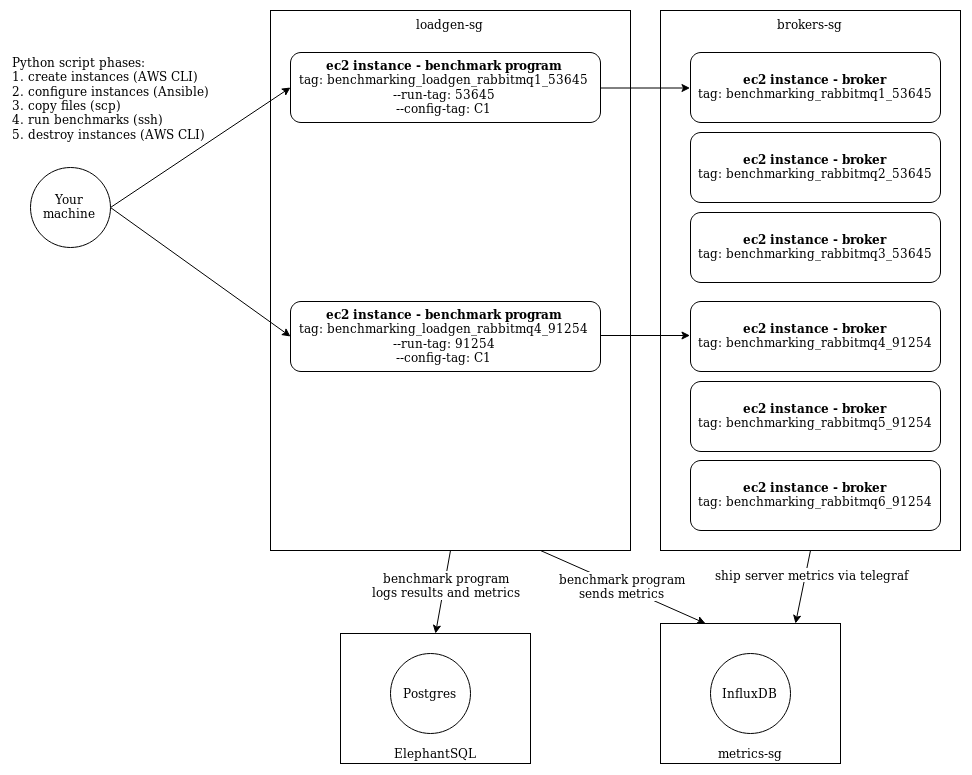 Python script phases:
1. create instances (AWS CLI)
2. configure instances (Ansible)
3. copy files (scp)
4. run benchmarks (ssh)
5. destroy instances (AWS CLI)
Your
machine
loadgen-sg
ec2 instance - benchmark program
tag: benchmarking_loadgen_rabbitmq1_53645
--run-tag: 53645
--config-tag: C1
ec2 instance - benchmark program
tag: benchmarking_loadgen_rabbitmq4_91254
--run-tag: 91254
--config-tag: C1
brokers-sg
ec2 instance - broker
tag: benchmarking_rabbitmq1_53645
ec2 instance - broker
tag: benchmarking_rabbitmq2_53645
ec2 instance - broker
tag: benchmarking_rabbitmq3_53645
ec2 instance - broker
tag: benchmarking_rabbitmq4_91254
ec2 instance - broker
tag: benchmarking_rabbitmq5_91254
ec2 instance - broker
tag: benchmarking_rabbitmq6_91254
benchmark program
logs results and metrics
benchmark program
sends metrics
ship server metrics via telegraf
Postgres
ElephantSQL
InfluxDB
metrics-sg